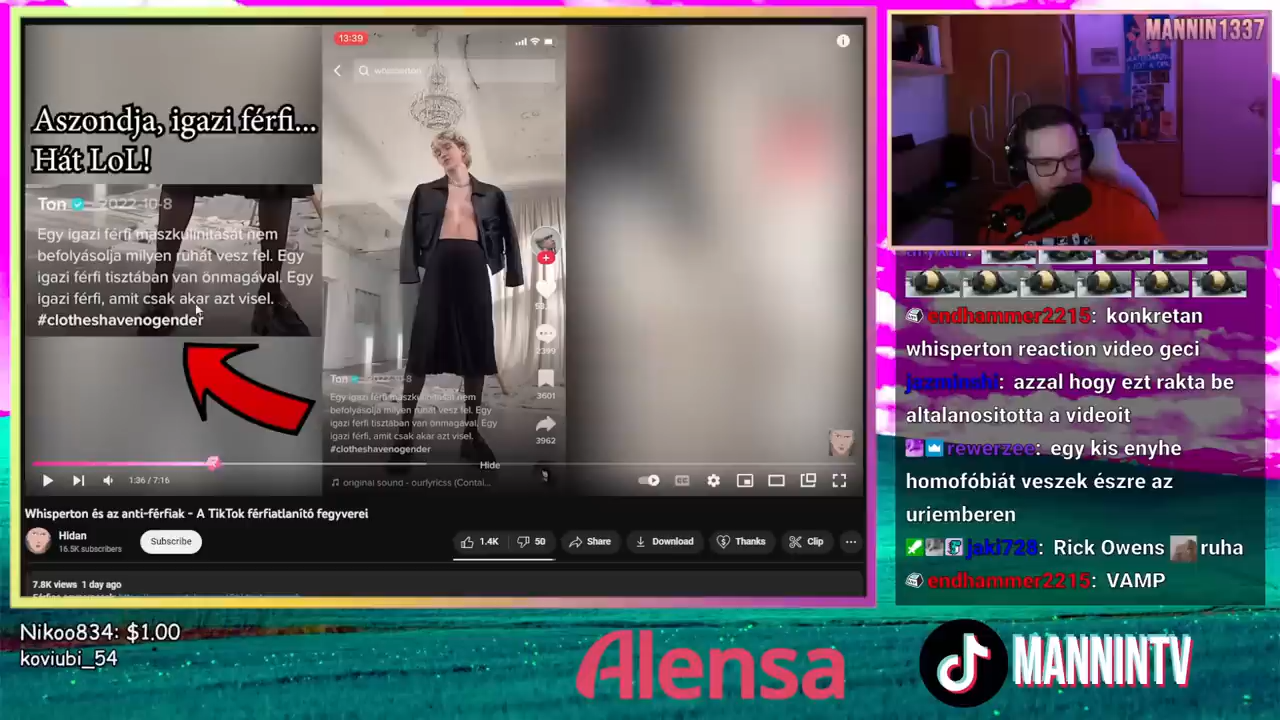 13:39
whisperton
Aszondja, igazi férfi...
Hát LoL!
Ton 2022-10-8
Egy igazi férfi maszkulinitását nem
befolyásolja milyen ruhát vesz fel. Egy
igazi férfi tisztában van önmagával. Egy
igazi férfi, amit csak akar azt visel.
#clotheshavenogender
2399
3601
3962
Ton 2022-10-8
Egy igazi férfi maszkulinitását nem
befolyásolja milyen ruhát vesz fel. Egy
igazi férfi tisztában van önmagával. Egy
igazi férfi, amit csak akar azt visel.
#clotheshavenogender
Hide
original sound - ourlyricss (Contai...
1:36 / 7:16
Whisperton és az anti-férfiak - A TikTok férfiatlanító fegyverei
Hidan
16.5K subscribers
Subscribe
1.4K
50
Share
Download
Thanks
Clip
7.8K views 1 day ago
MANNIN1337
endhammer2215: konkretan
whisperton reaction video geci
jazminshi: azzal hogy ezt rakta be
altalanositotta a videoit
rewerzee: egy kis enyhe
homofóbiát veszek észre az
uriemberen
jaki728: Rick Owens ruha
endhammer2215: VAMP
Nikoo834: $1.00
koviubi_54
Alensa
MANNINTV